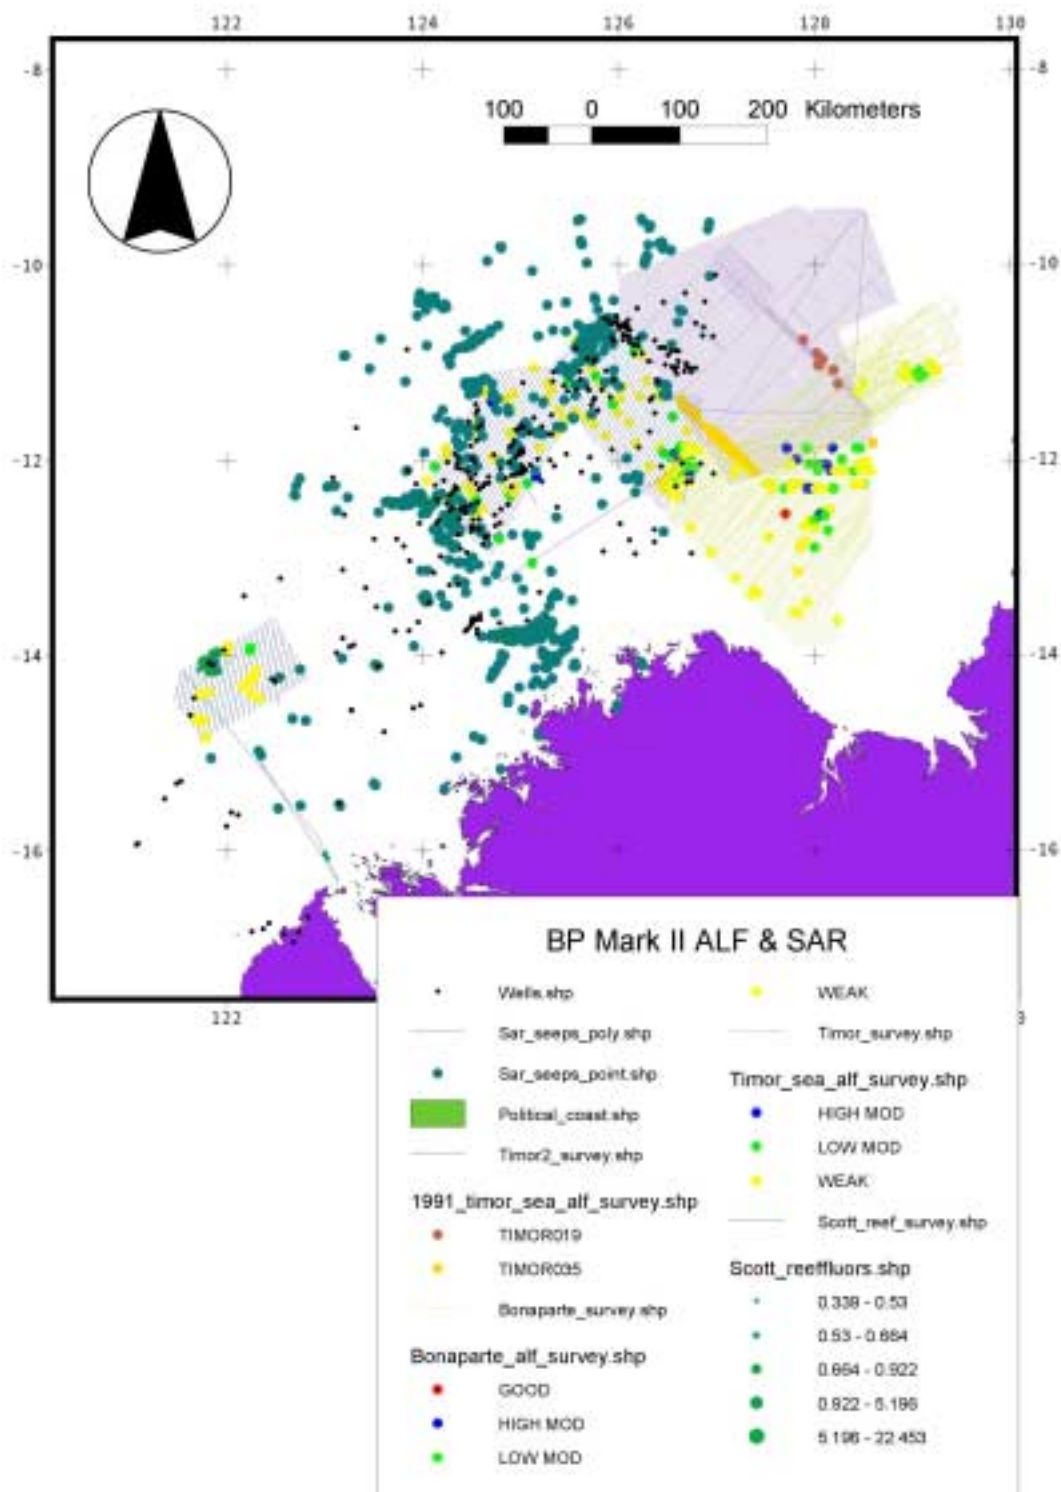 122 124 126 128 130
-8 -8
100 0 100 200 Kilometers
-10 -10
-12 -12
-14 -14
-16 -16
122
BP Mark II ALF & SAR
Wells.shp
Sar_seeps_poly.shp
Sar_seeps_point.shp
Political_coast.shp
Timor2_survey.shp
1991_timor_sea_alf_survey.shp
TIMOR019
TIMOR035
Bonaparte_survey.shp
Bonaparte_alf_survey.shp
GOOD
HIGH MOD
LOW MOD
WEAK
Timor_survey.shp
Timor_sea_alf_survey.shp
HIGH MOD
LOW MOD
WEAK
Scott_reef_survey.shp
Scott_reeffluors.shp
0.339 - 0.53
0.53 - 0.664
0.664 - 0.922
0.922 - 5.196
5.196 - 22.453